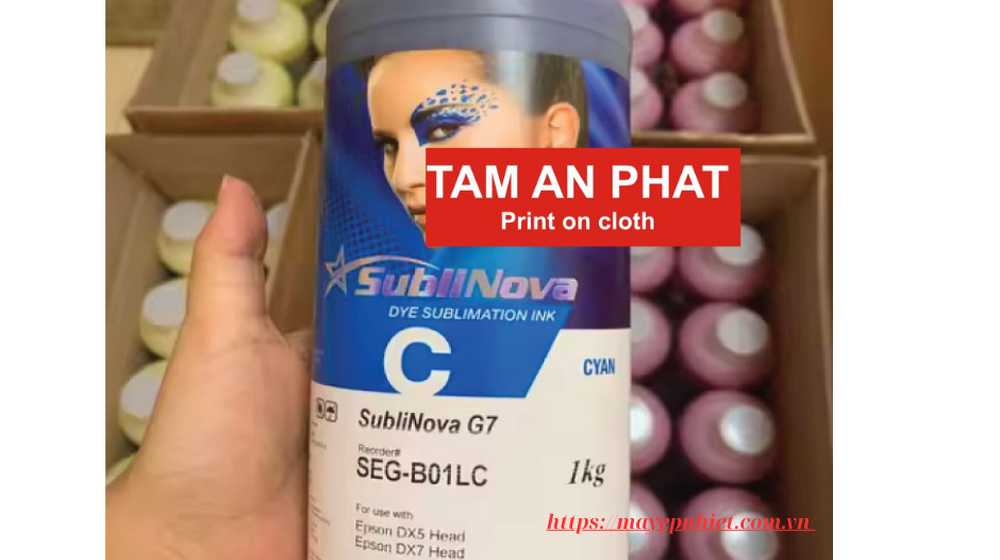 TAM AN PHAT
Print on cloth
SubliNova
DYE SUBLIMATION INK
C
CYAN
SubliNova G7
Reorder#
SEG-B01LC
1kg
For use with
Epson DX5 Head
Epson DX7 Head
https://mayepnhiet.com.vn